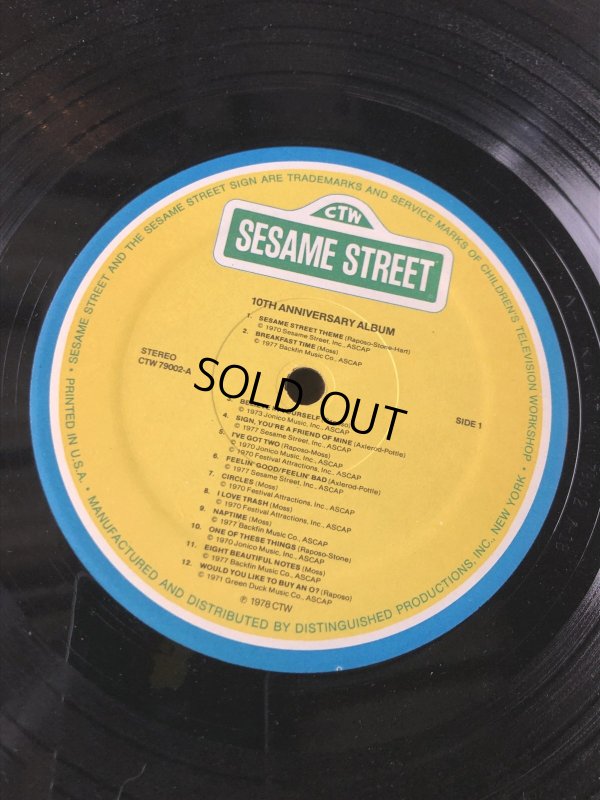 • SESAME STREET AND THE SESAME STREET SIGN ARE TRADEMARKS AND SERVICE MARKS OF CHILDREN'S TELEVISION WORKSHOP •
CTW
SESAME STREET
10TH ANNIVERSARY ALBUM
STEREO
CTW 79002-A
SIDE 1
1. SESAME STREET THEME (Raposo-Stone-Hart)
© 1970 Sesame Street, Inc., ASCAP
2. BREAKFAST TIME (Moss)
© 1977 Backfin Music Co., ASCAP
SOLD OUT
© 1973 Jonico Music, Inc., ASCAP
4. SIGN, YOU'RE A FRIEND OF MINE (Axlerod-Pottle)
© 1977 Sesame Street, Inc., ASCAP
5. I'VE GOT TWO (Raposo-Moss)
© 1970 Jonico Music, Inc., ASCAP
© 1970 Festival Attractions, Inc., ASCAP
6. FEELIN' GOOD/FEELIN' BAD (Axlerod-Pottle)
© 1977 Sesame Street, Inc., ASCAP
7. CIRCLES (Moss)
© 1970 Festival Attractions, Inc., ASCAP
8. I LOVE TRASH (Moss)
© 1970 Festival Attractions, Inc., ASCAP
9. NAPTIME (Moss)
© 1977 Backfin Music Co., ASCAP
10. ONE OF THESE THINGS (Raposo-Stone)
© 1970 Jonico Music, Inc., ASCAP
11. EIGHT BEAUTIFUL NOTES (Moss)
© 1977 Backfin Music Co., ASCAP
12. WOULD YOU LIKE TO BUY AN O? (Raposo)
© 1971 Green Duck Music Co., ASCAP
℗ 1978 CTW
PRINTED IN U.S.A. • MANUFACTURED AND DISTRIBUTED BY DISTINGUISHED PRODUCTIONS, INC., NEW YORK •